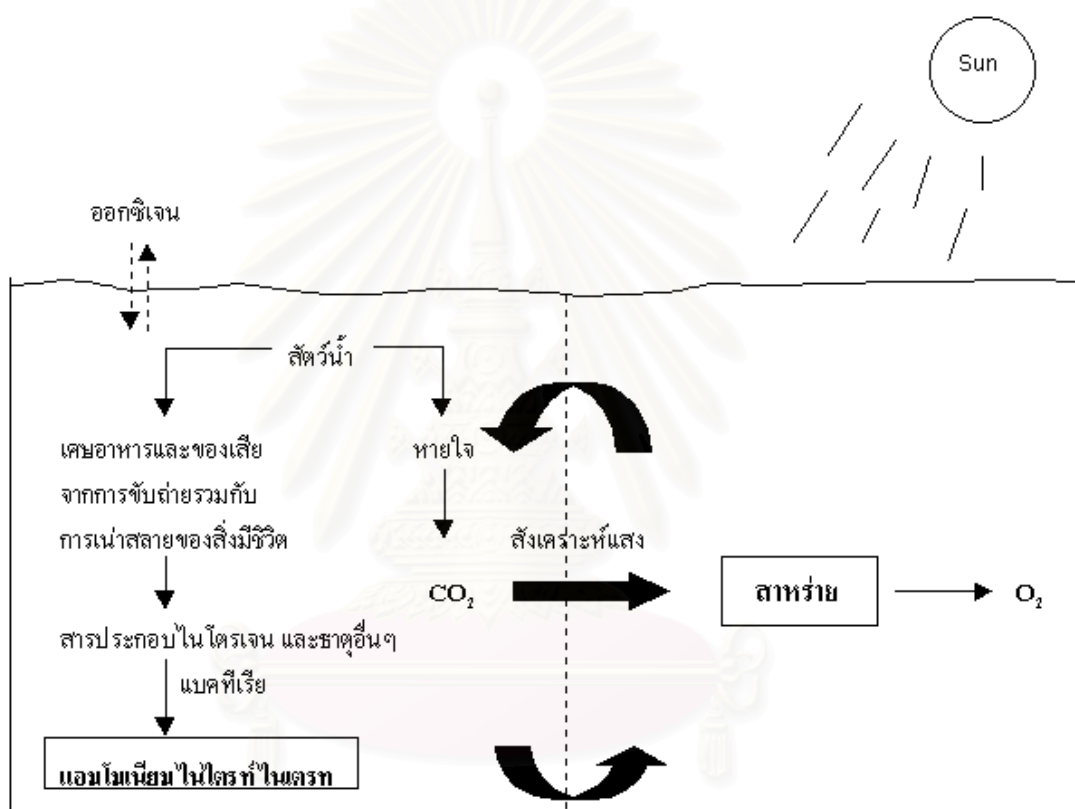 Sun
ออกซิเจน
สัตว์น้ำ
เศษอาหารและของเสีย
จากการขับถ่ายรวมกับ
การเน่าสลายของสิ่งมีชีวิต
หายใจ
สังเคราะห์แสง
CO₂
สาหร่าย
O₂
สารประกอบไนโตรเจน และธาตุอื่นๆ
แบคทีเรีย
แอมโมเนียมไนไตรท์ไนเตรท